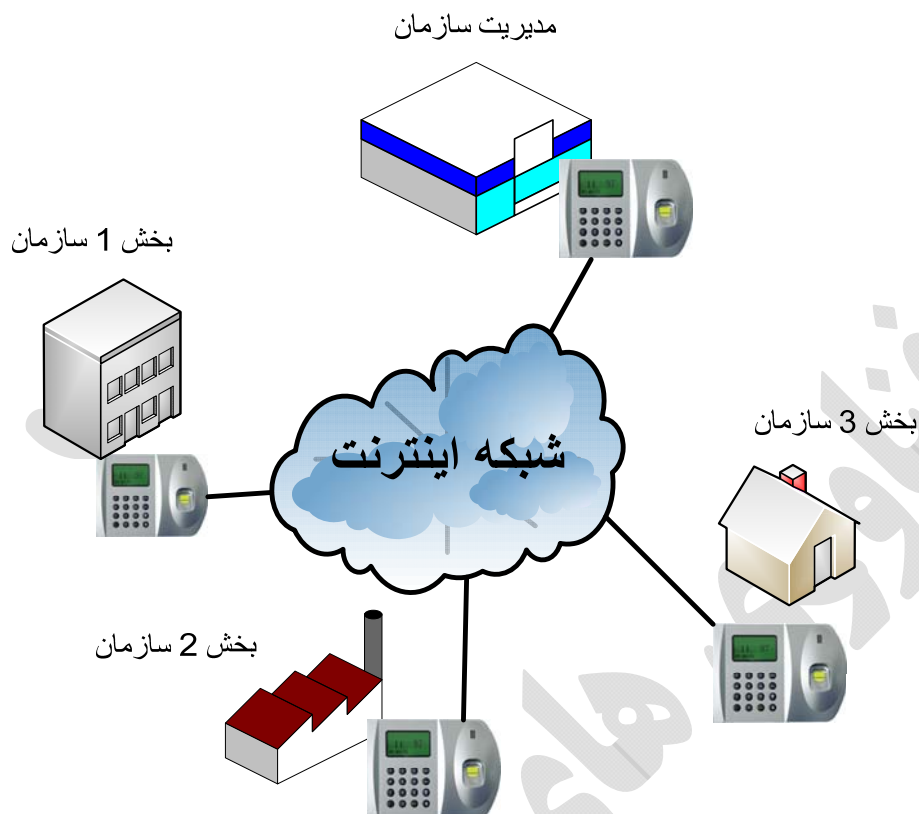 مدیریت سازمان
بخش 1 سازمان
شبکه اینترنت
بخش 3 سازمان
بخش 2 سازمان